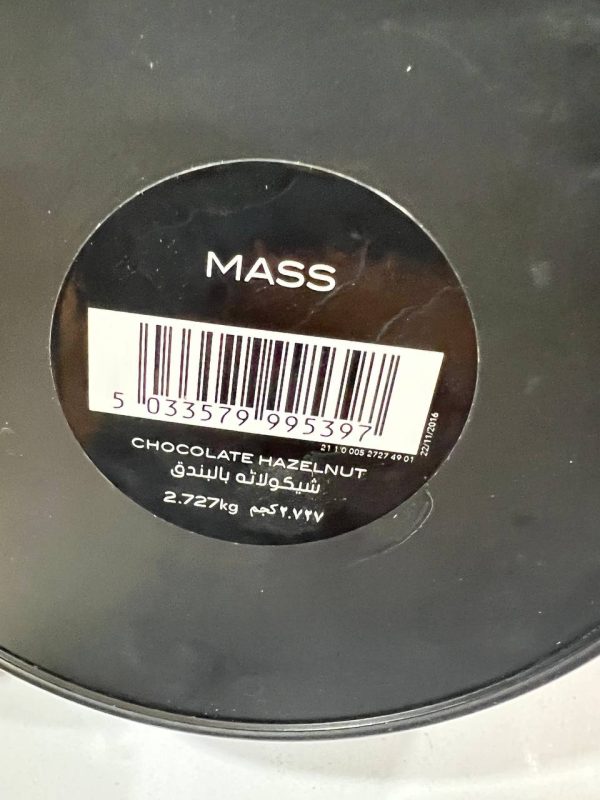 MASS
5 033579 995397
21 1 0 005 2727 49 01
22/11/2016
CHOCOLATE HAZELNUT
شيكولاته بالبندق
2.727kg ٢.٧٢٧كجم